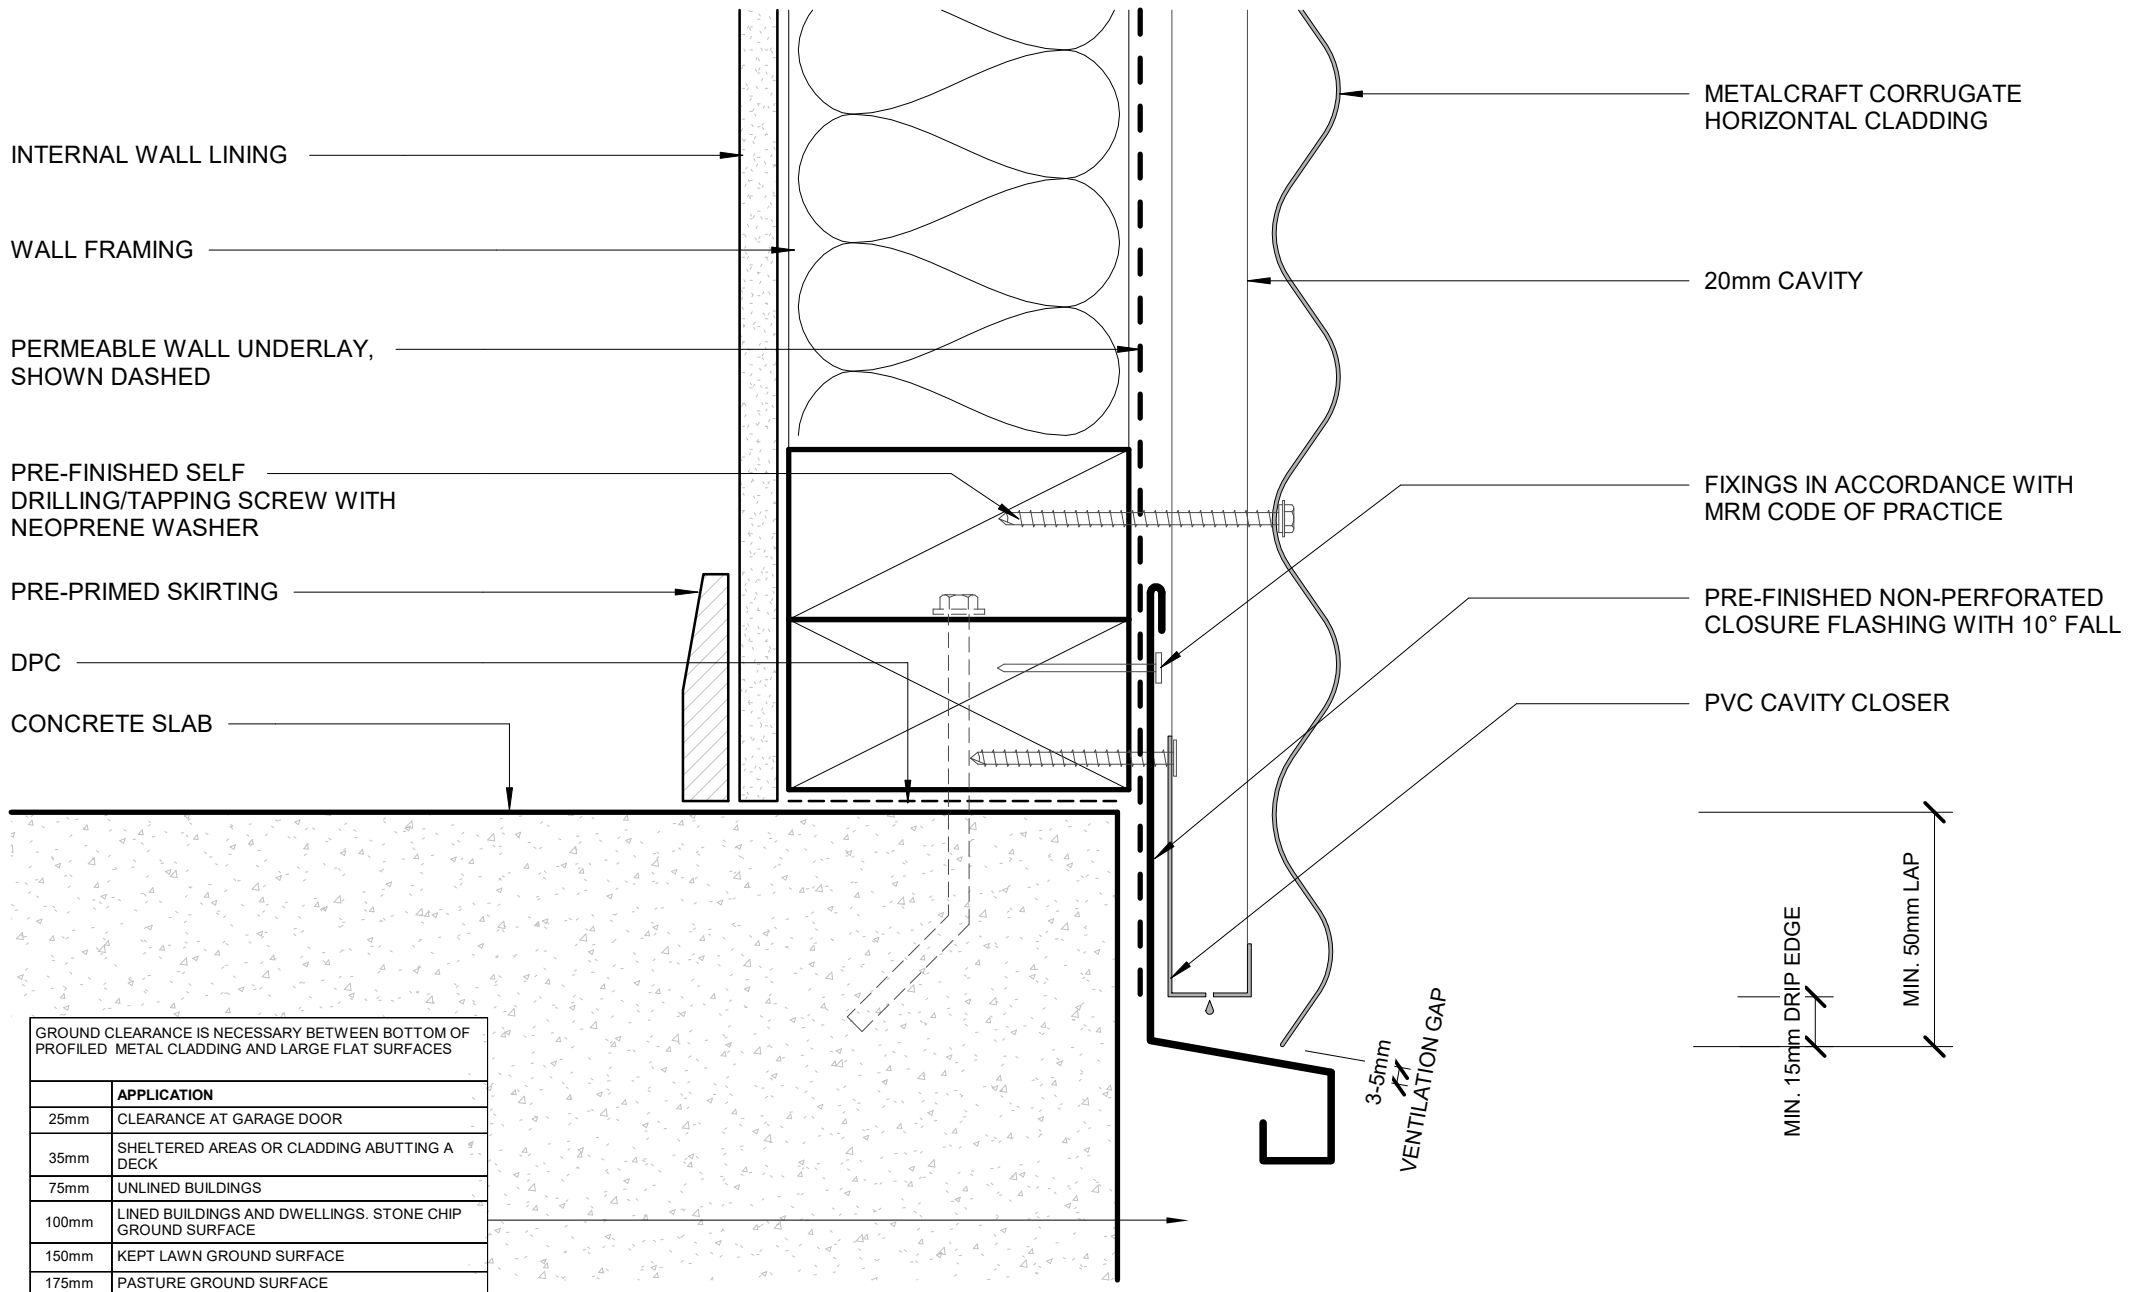 INTERNAL WALL LINING
WALL FRAMING
PERMEABLE WALL UNDERLAY,
SHOWN DASHED
PRE-FINISHED SELF
DRILLING/TAPPING SCREW WITH
NEOPRENE WASHER
PRE-PRIMED SKIRTING
DPC
CONCRETE SLAB
METALCRAFT CORRUGATE
HORIZONTAL CLADDING
20mm CAVITY
FIXINGS IN ACCORDANCE WITH
MRM CODE OF PRACTICE
PRE-FINISHED NON-PERFORATED
CLOSURE FLASHING WITH 10° FALL
PVC CAVITY CLOSER
MIN. 50mm LAP
MIN. 15mm DRIP EDGE
3-5mm
VENTILATION GAP
GROUND CLEARANCE IS NECESSARY BETWEEN BOTTOM OF
PROFILED METAL CLADDING AND LARGE FLAT SURFACES
APPLICATION
25mm CLEARANCE AT GARAGE DOOR
35mm SHELTERED AREAS OR CLADDING ABUTTING A
DECK
75mm UNLINED BUILDINGS
100mm LINED BUILDINGS AND DWELLINGS. STONE CHIP
GROUND SURFACE
150mm KEPT LAWN GROUND SURFACE
175mm PASTURE GROUND SURFACE